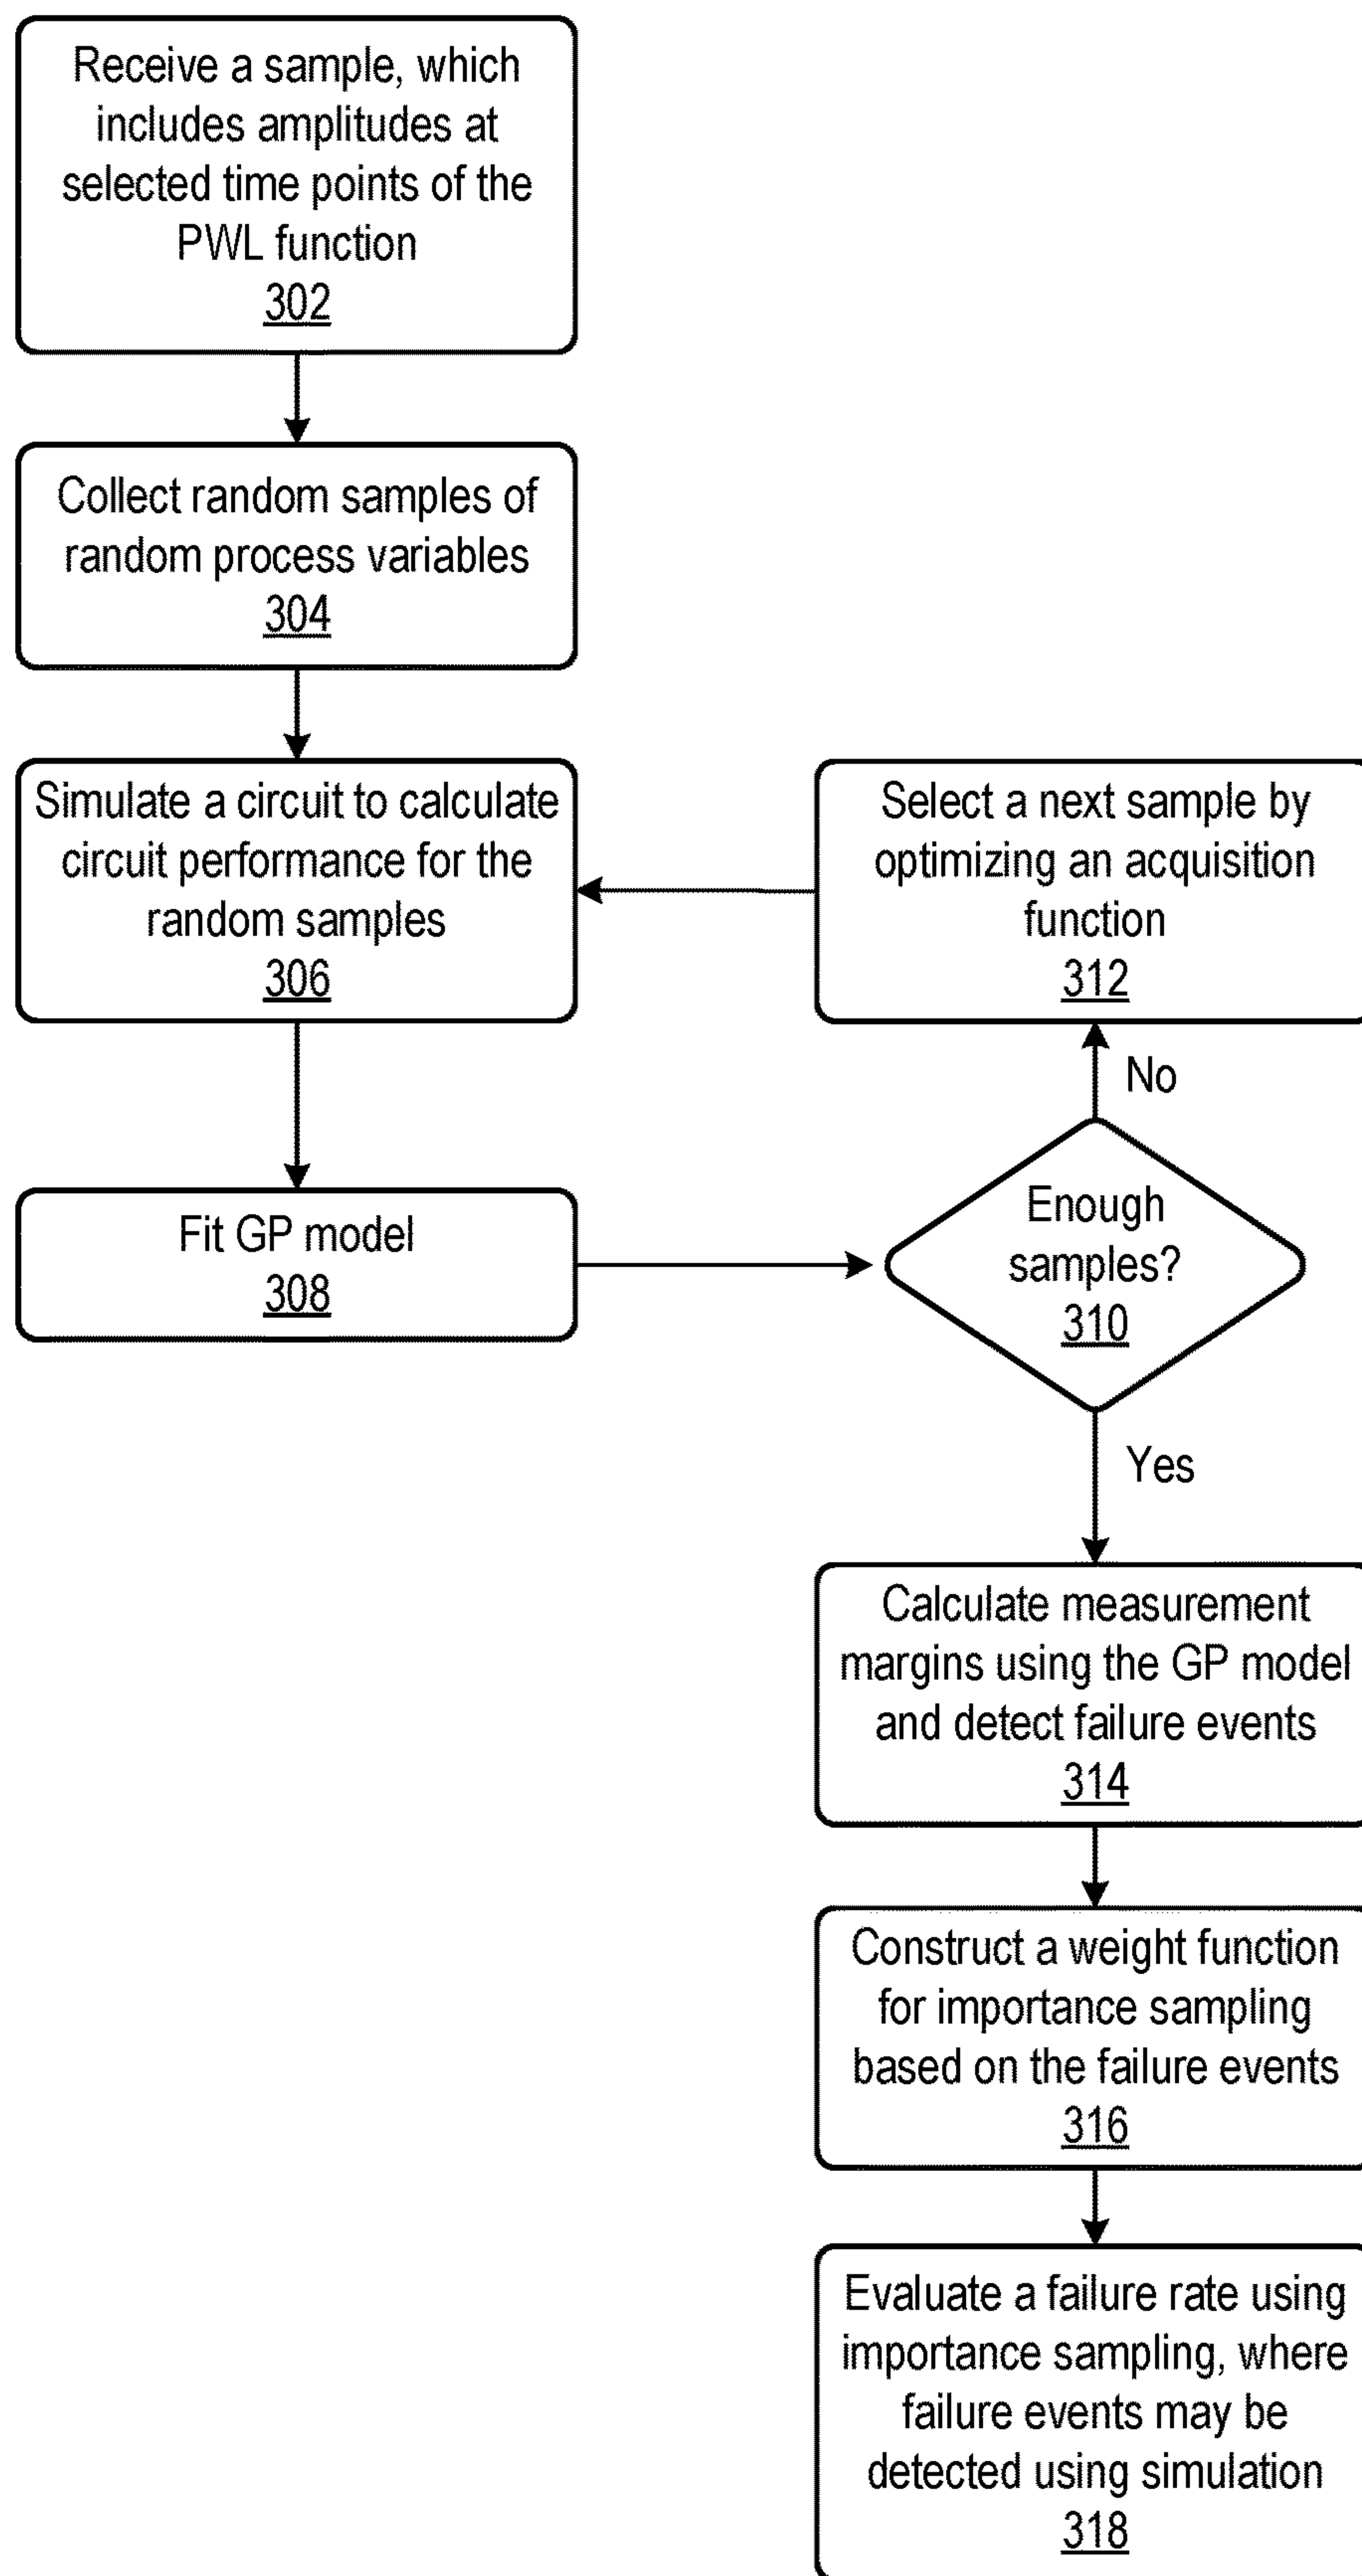 Receive a sample, which
includes amplitudes at
selected time points of the
PWL function
302
Collect random samples of
random process variables
304
Simulate a circuit to calculate
circuit performance for the
random samples
306
Select a next sample by
optimizing an acquisition
function
312
No
Fit GP model
308
Enough
samples?
310
Yes
Calculate measurement
margins using the GP model
and detect failure events
314
Construct a weight function
for importance sampling
based on the failure events
316
Evaluate a failure rate using
importance sampling, where
failure events may be
detected using simulation
318